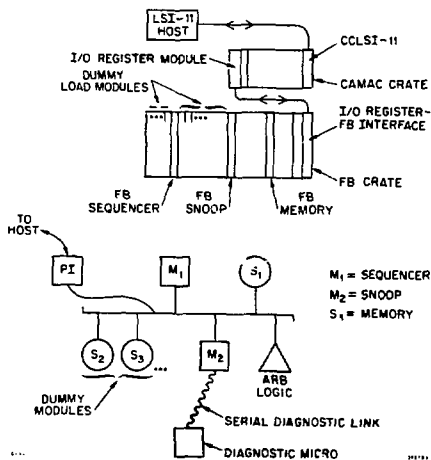 LSI-11
HOST
I/O REGISTER MODULE
CCLSI-11
DUMMY
LOAD MODULES
CAMAC CRATE
I/O REGISTER-
FB INTERFACE
FB
SEQUENCER
FB
SNOOP
FB
MEMORY
FB CRATE
TO
HOST
PI
M₁
S₁
M₁ = SEQUENCER
M₂ = SNOOP
S₁ = MEMORY
S₂
S₃
...
M₂
ARB
LOGIC
DUMMY
MODULES
SERIAL DIAGNOSTIC LINK
DIAGNOSTIC MICRO